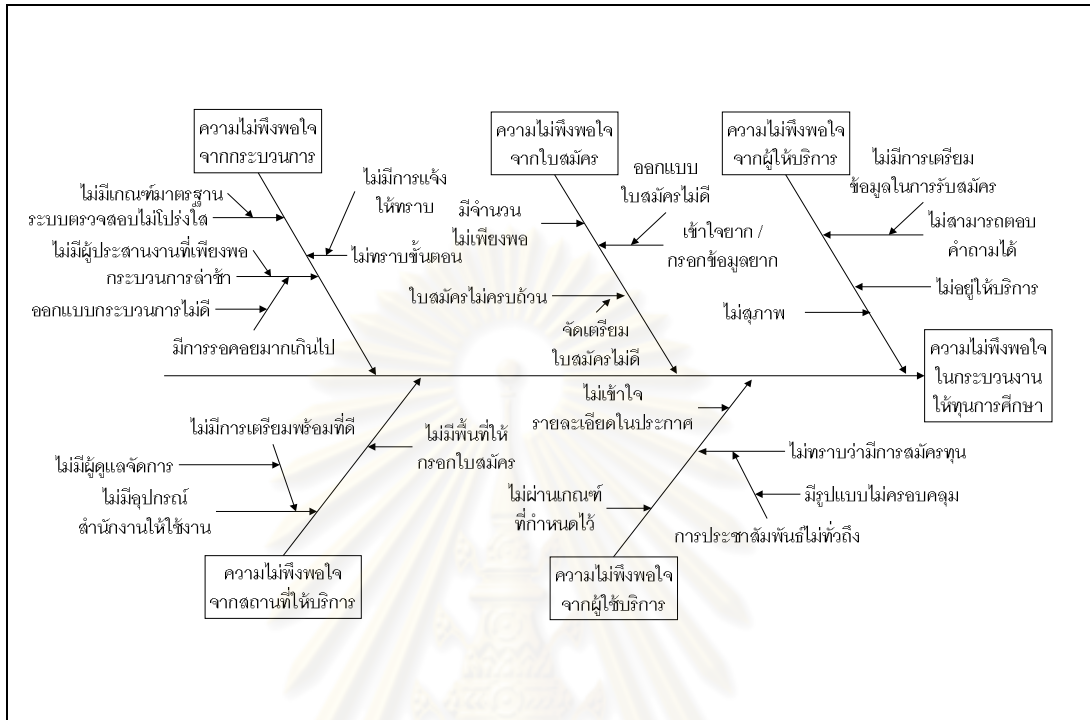 ความไม่พึงพอใจ
จากกระบวนการ
ความไม่พึงพอใจ
จากใบสมัคร
ความไม่พึงพอใจ
จากผู้ให้บริการ
ไม่มีเกณฑ์มาตรฐาน
ระบบตรวจสอบไม่โปร่งใส
ไม่มีการแจ้ง
ให้ทราบ
ไม่มีผู้ประสานงานที่เพียงพอ
กระบวนการล่าช้า
ไม่ทราบขั้นตอน
ออกแบบกระบวนการไม่ดี
มีการรอคอยมากเกินไป
มีจำนวน
ไม่เพียงพอ
ออกแบบ
ใบสมัครไม่ดี
เข้าใจยาก /
กรอกข้อมูลยาก
ใบสมัครไม่ครบถ้วน
จัดเตรียม
ใบสมัครไม่ดี
ไม่มีการเตรียม
ข้อมูลในการรับสมัคร
ไม่สามารถตอบ
คำถามได้
ไม่อยู่ให้บริการ
ไม่สุภาพ
ความไม่พึงพอใจ
ในกระบวนงาน
ให้ทุนการศึกษา
ไม่มีการเตรียมพร้อมที่ดี
ไม่มีผู้ดูแลจัดการ
ไม่มีอุปกรณ์
สำนักงานให้ใช้งาน
ไม่มีพื้นที่ให้
กรอกใบสมัคร
ความไม่พึงพอใจ
จากสถานที่ให้บริการ
ไม่เข้าใจ
รายละเอียดในประกาศ
ไม่ทราบว่ามีการสมัครทุน
มีรูปแบบไม่ครอบคลุม
ไม่ผ่านเกณฑ์
ที่กำหนดไว้
การประชาสัมพันธ์ไม่ทั่วถึง
ความไม่พึงพอใจ
จากผู้ใช้บริการ